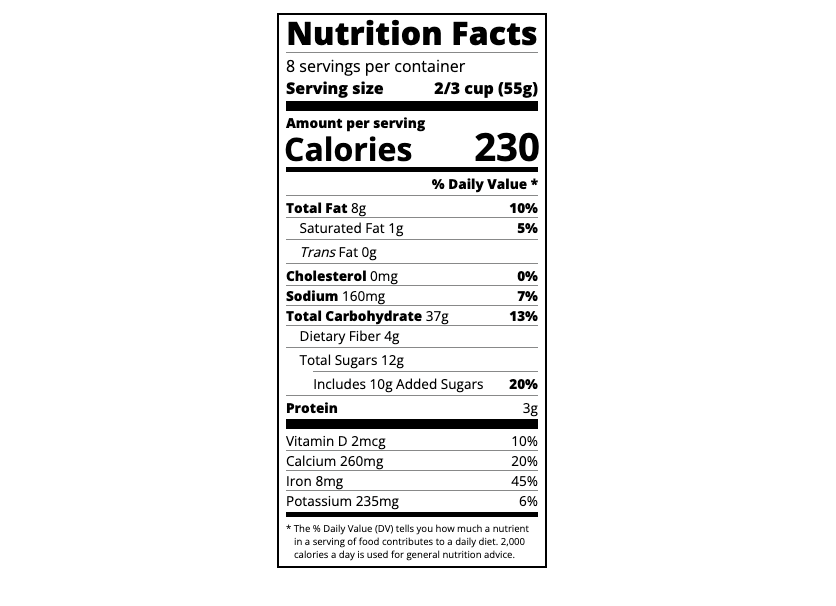 Nutrition Facts
8 servings per container
Serving size 2/3 cup (55g)
Amount per serving
Calories 230
% Daily Value *
Total Fat 8g 10%
Saturated Fat 1g 5%
Trans Fat 0g
Cholesterol 0mg 0%
Sodium 160mg 7%
Total Carbohydrate 37g 13%
Dietary Fiber 4g
Total Sugars 12g
Includes 10g Added Sugars 20%
Protein 3g
Vitamin D 2mcg 10%
Calcium 260mg 20%
Iron 8mg 45%
Potassium 235mg 6%
* The % Daily Value (DV) tells you how much a nutrient
in a serving of food contributes to a daily diet. 2,000
calories a day is used for general nutrition advice.